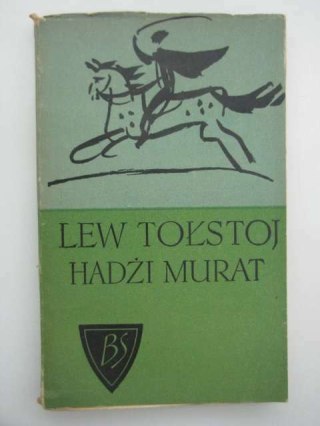 LEW TOŁSTOJ
HADŻI MURAT
BS